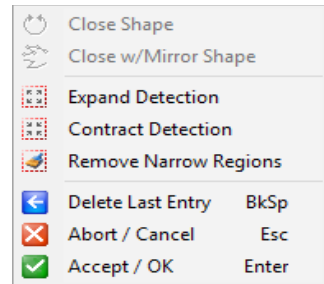 Close Shape
Close w/Mirror Shape
Expand Detection
Contract Detection
Remove Narrow Regions
Delete Last Entry BkSp
Abort / Cancel Esc
Accept / OK Enter